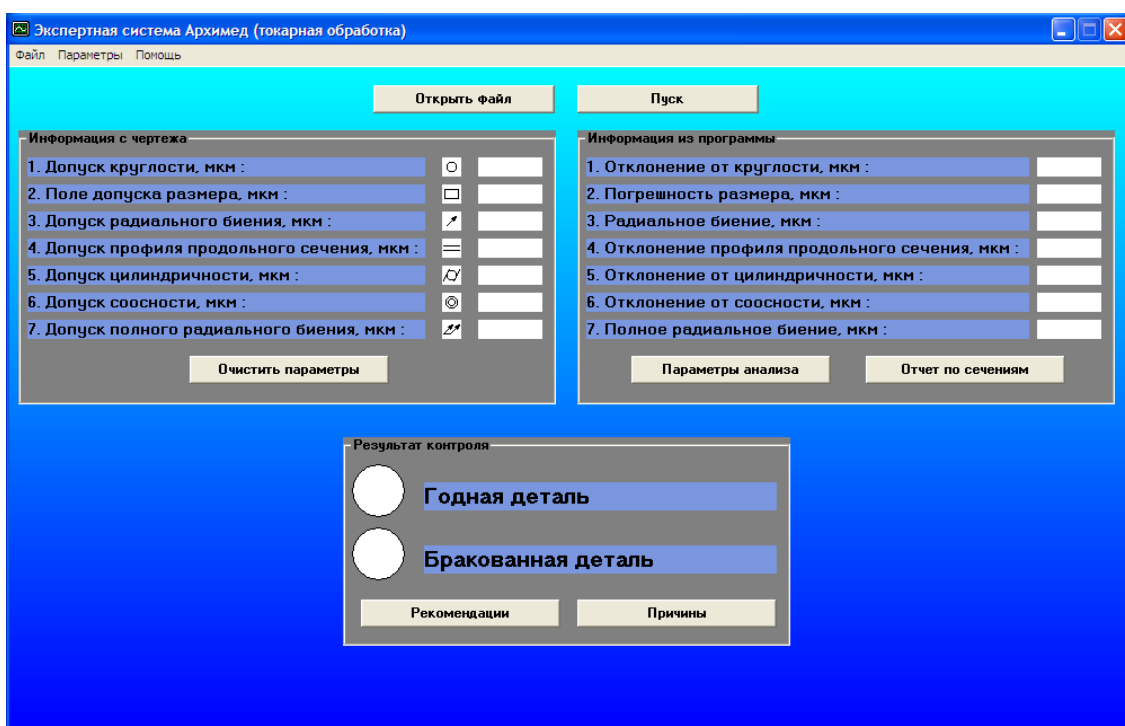 Экспертная система Архимед (токарная обработка)
Файл Параметры Помощь
Открыть файл Пуск
Информация с чертежа
1. Допуск круглости, мкм :
2. Поле допуска размера, мкм :
3. Допуск радиального биения, мкм :
4. Допуск профиля продольного сечения, мкм :
5. Допуск цилиндричности, мкм :
6. Допуск соосности, мкм :
7. Допуск полного радиального биения, мкм :
Очистить параметры
Информация из программы
1. Отклонение от круглости, мкм :
2. Погрешность размера, мкм :
3. Радиальное биение, мкм :
4. Отклонение профиля продольного сечения, мкм :
5. Отклонение от цилиндричности, мкм :
6. Отклонение от соосности, мкм :
7. Полное радиальное биение, мкм :
Параметры анализа Отчет по сечениям
Результат контроля
Годная деталь
Бракованная деталь
Рекомендации Причины